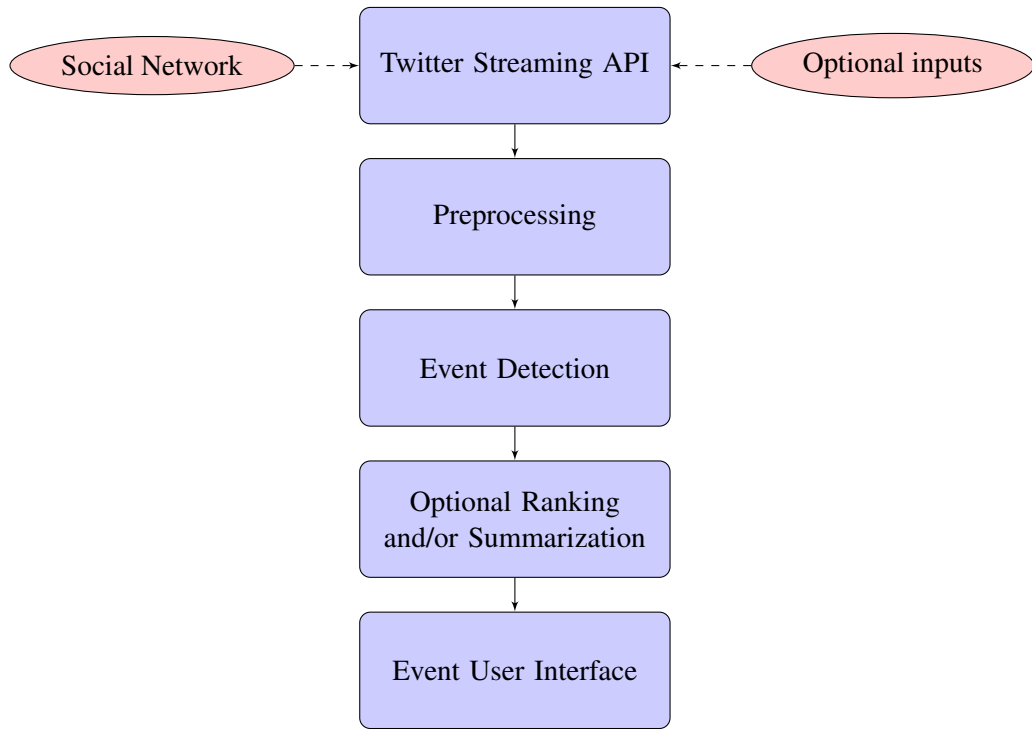 Social Network
Twitter Streaming API
Optional inputs
Preprocessing
Event Detection
Optional Ranking
and/or Summarization
Event User Interface